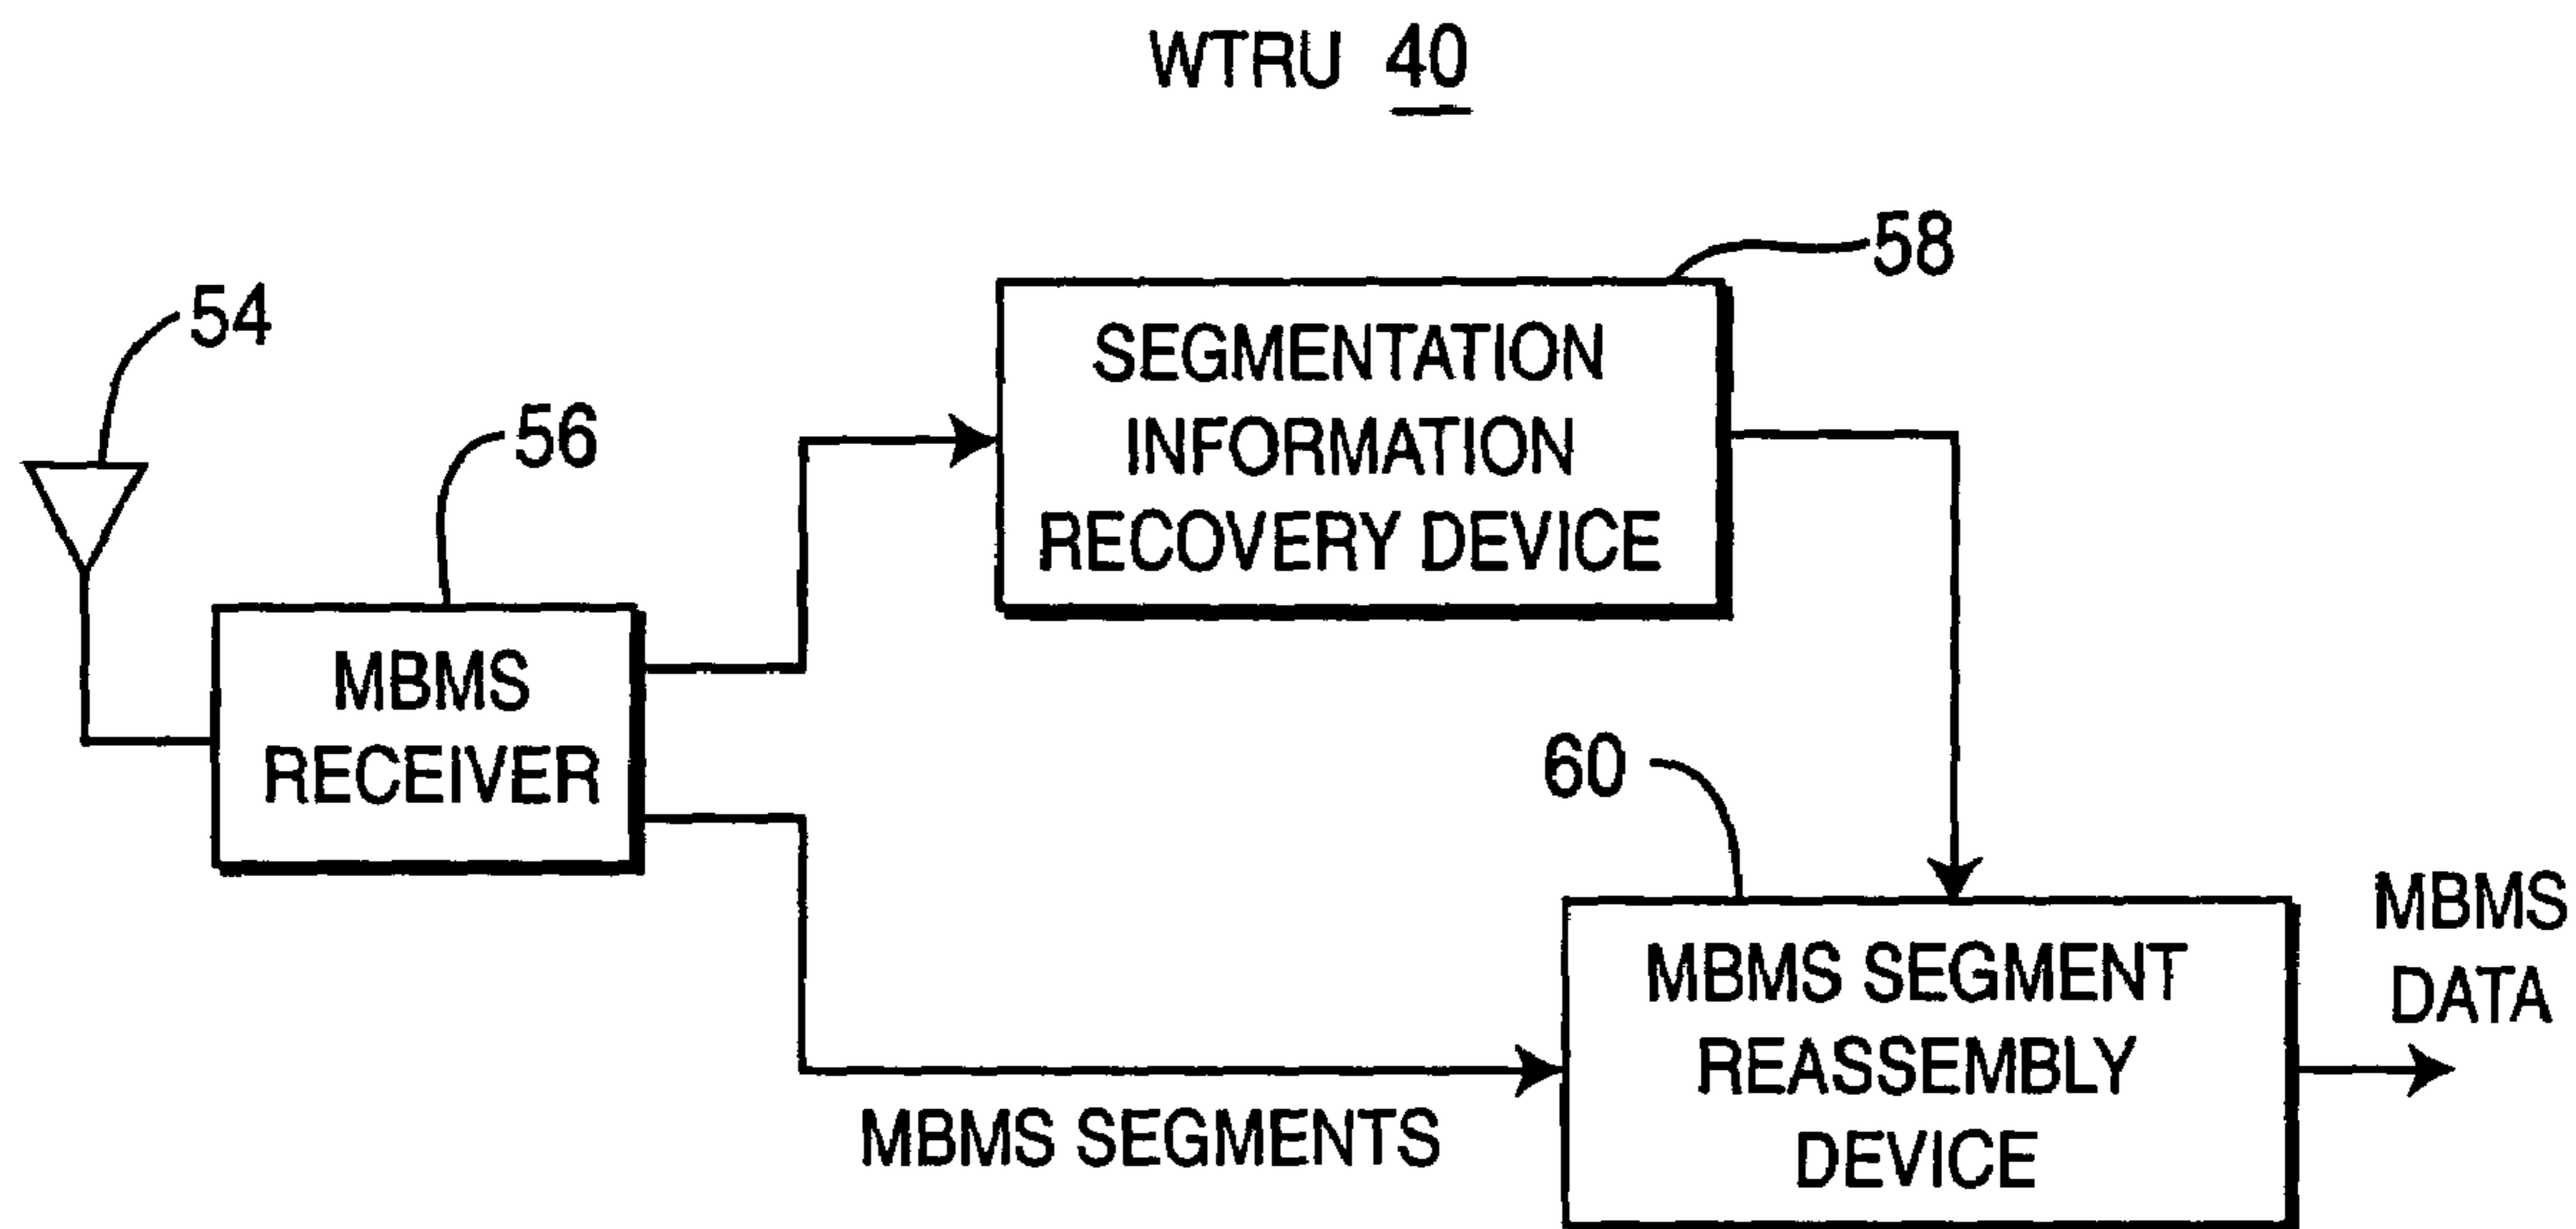 WTRU 40
58
54
SEGMENTATION
INFORMATION
RECOVERY DEVICE
56
MBMS
RECEIVER
60
MBMS SEGMENT
REASSEMBLY
DEVICE
MBMS
DATA
MBMS SEGMENTS